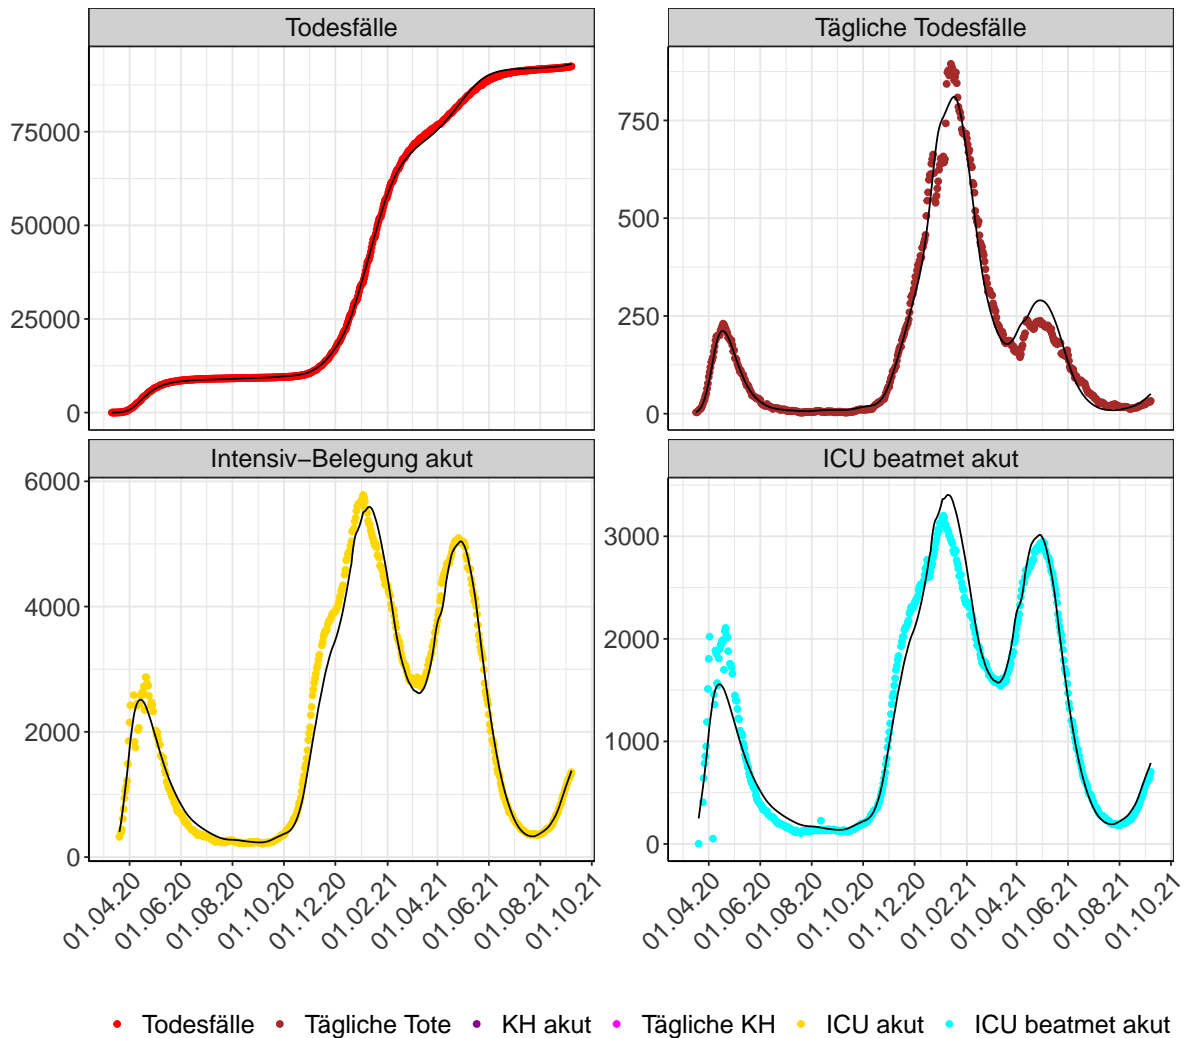 Todesfälle
Tägliche Todesfälle
75000
50000
25000
0
750
500
250
0
Intensiv−Belegung akut
ICU beatmet akut
6000
4000
2000
0
3000
2000
1000
0
01.04.20 01.06.20 01.08.20 01.10.20 01.12.20 01.02.21 01.04.21 01.06.21 01.08.21 01.10.21
01.04.20 01.06.20 01.08.20 01.10.20 01.12.20 01.02.21 01.04.21 01.06.21 01.08.21 01.10.21
Todesfälle Tägliche Tote KH akut Tägliche KH ICU akut ICU beatmet akut